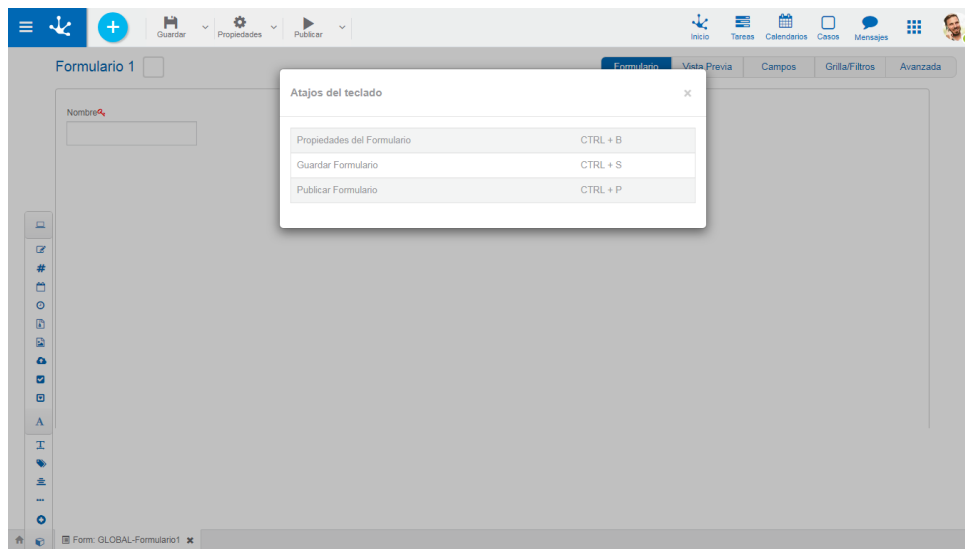 Guardar
Propiedades
Publicar
Inicio
Tareas
Calendarios
Casos
Mensajes
Formulario 1
Formulario
Vista Previa
Campos
Grilla/Filtros
Avanzada
Atajos del teclado
Nombre
Propiedades del Formulario CTRL + B
Guardar Formulario CTRL + S
Publicar Formulario CTRL + P
Form: GLOBAL-Formulario1